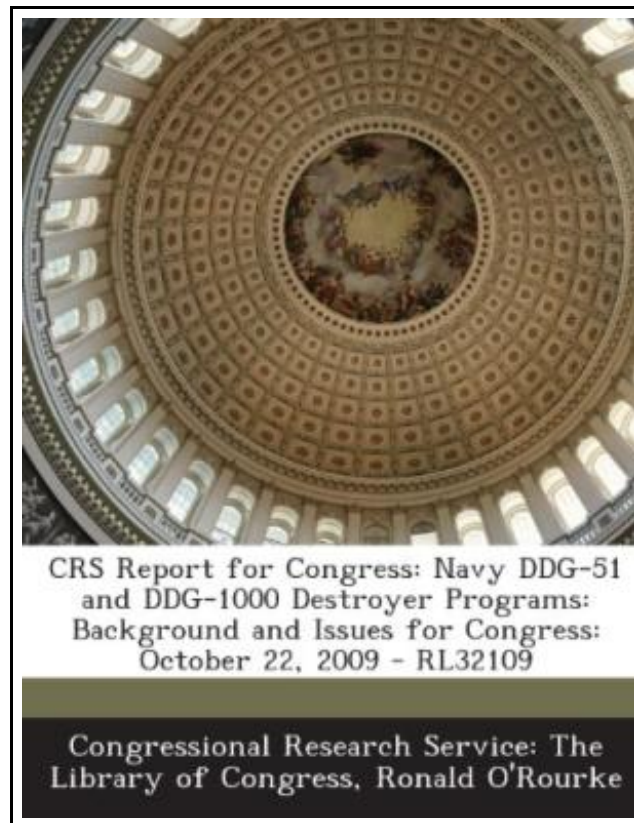 CRS Report for Congress: Navy DDG-51
and DDG-1000 Destroyer Programs:
Background and Issues for Congress:
October 22, 2009 - RL32109
Congressional Research Service: The
Library of Congress, Ronald O'Rourke